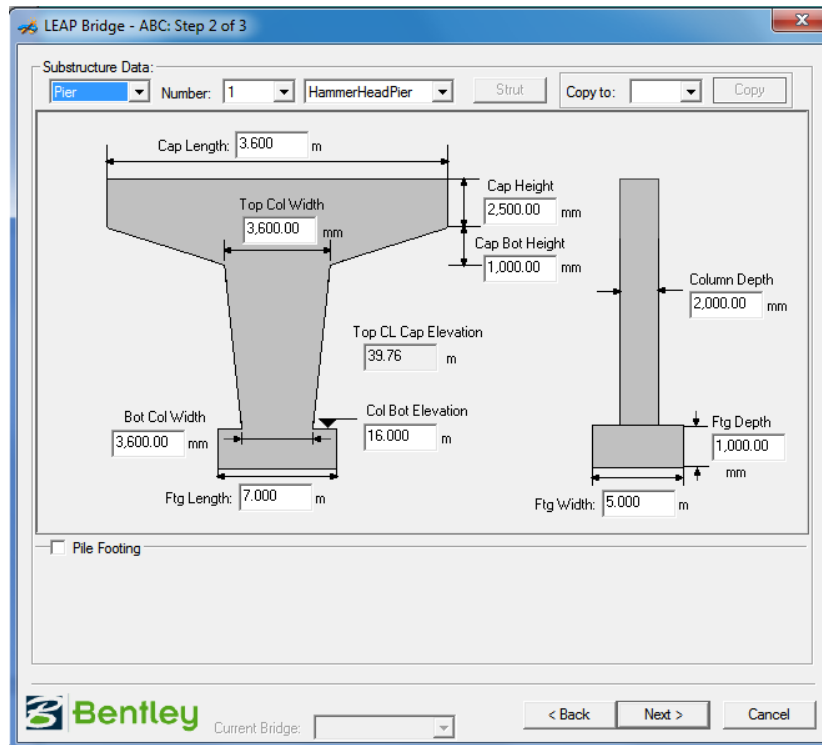 LEAP Bridge - ABC: Step 2 of 3
Substructure Data:
Pier Number: 1 HammerHeadPier Strut Copy to: Copy
Cap Length: 3.600 m
Cap Height
2,500.00 mm
Top Col Width
3,600.00 mm
Cap Bot Height
1,000.00 mm
Column Depth
2,000.00 mm
Top CL Cap Elevation
39.76 m
Bot Col Width
3,600.00 mm
Col Bot Elevation
16.000 m
Ftg Depth
1,000.00
mm
Ftg Length: 7.000 m
Ftg Width: 5.000 m
Pile Footing
Bentley
Current Bridge:
< Back Next > Cancel